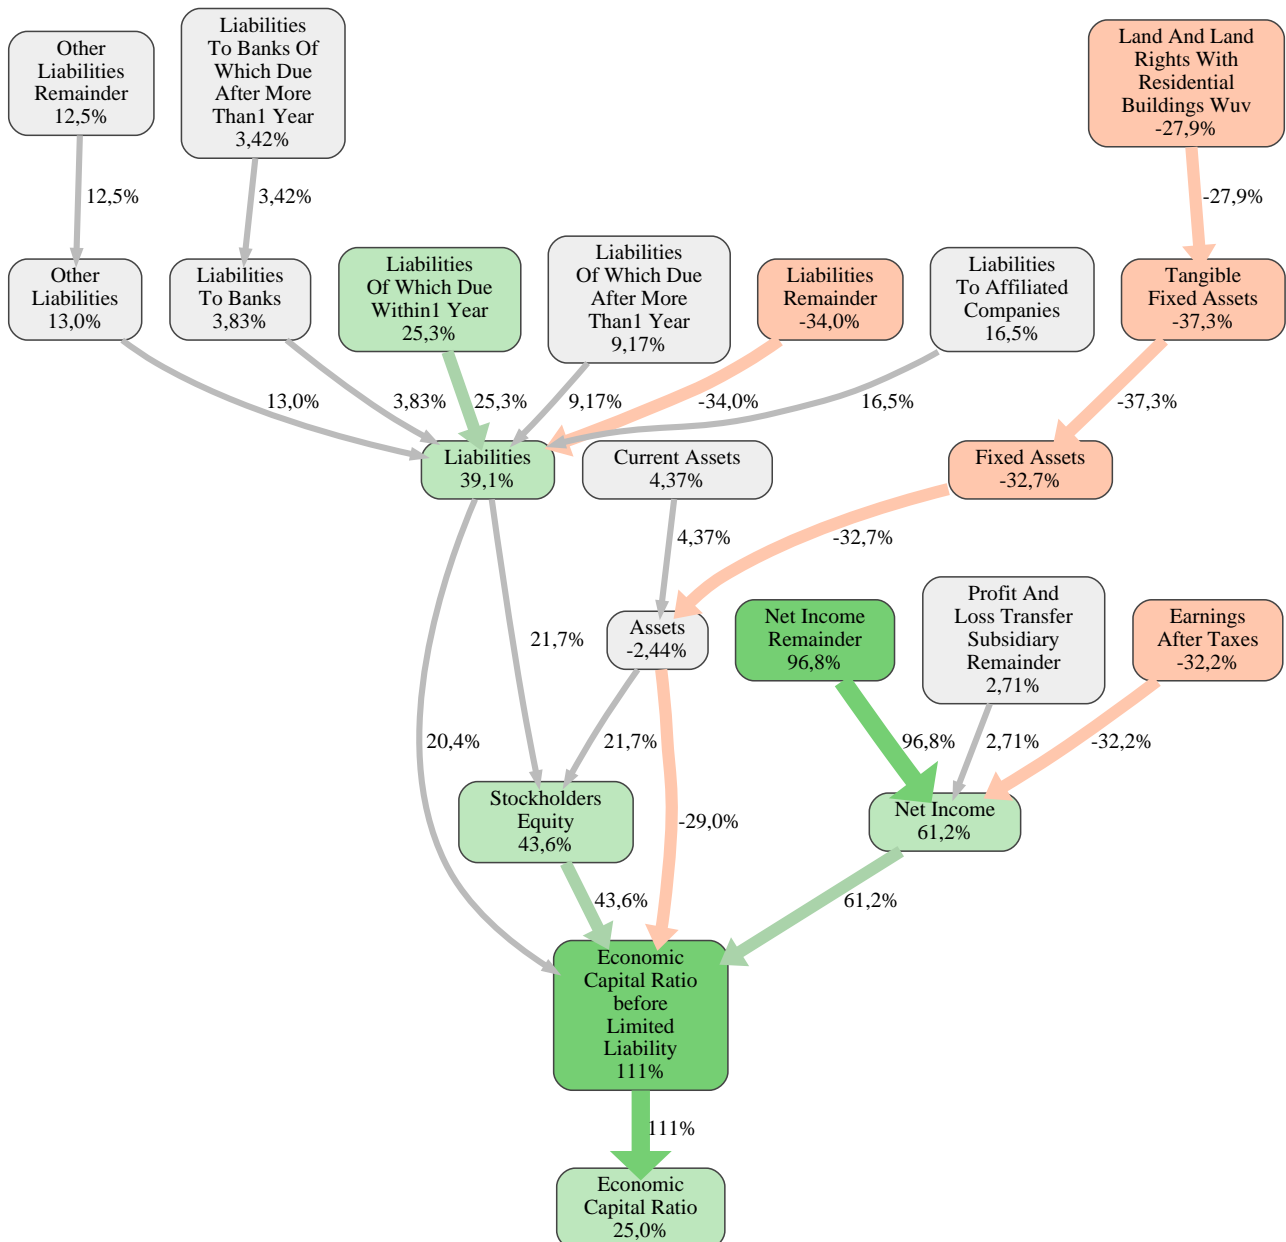 Other
Liabilities
Remainder
12,5%
Liabilities
To Banks Of
Which Due
After More
Than1 Year
3,42%
Land And Land
Rights With
Residential
Buildings Wuv
-27,9%
12,5%
3,42%
-27,9%
Other
Liabilities
13,0%
Liabilities
To Banks
3,83%
Liabilities
Of Which Due
Within1 Year
25,3%
Liabilities
Of Which Due
After More
Than1 Year
9,17%
Liabilities
Remainder
-34,0%
Liabilities
To Affiliated
Companies
16,5%
Tangible
Fixed Assets
-37,3%
13,0%
3,83%
25,3%
9,17%
-34,0%
16,5%
-37,3%
Liabilities
39,1%
Current Assets
4,37%
Fixed Assets
-32,7%
4,37%
-32,7%
21,7%
Assets
-2,44%
Net Income
Remainder
96,8%
Profit And
Loss Transfer
Subsidiary
Remainder
2,71%
Earnings
After Taxes
-32,2%
20,4%
21,7%
96,8%
2,71%
-32,2%
Stockholders
Equity
43,6%
-29,0%
Net Income
61,2%
43,6%
61,2%
Economic
Capital Ratio
before
Limited
Liability
111%
111%
Economic
Capital Ratio
25,0%